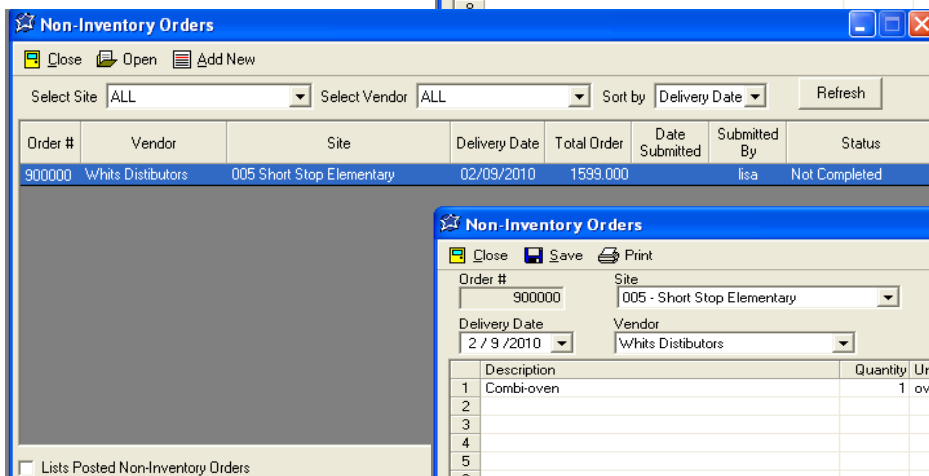 8
Non-Inventory Orders
Close Open Add New
Select Site ALL Select Vendor ALL Sort by Delivery Date Refresh
Order # Vendor Site Delivery Date Total Order Date Submitted Submitted By Status
900000 Whits Distibutors 005 Short Stop Elementary 02/09/2010 1599.000 lisa Not Completed
Non-Inventory Orders
Close Save Print
Order # Site
900000 005 - Short Stop Elementary
Delivery Date Vendor
2 / 9 /2010 Whits Distibutors
Description Quantity Un
1 Combi-oven 1 ov
2
3
4
5
Lists Posted Non-Inventory Orders